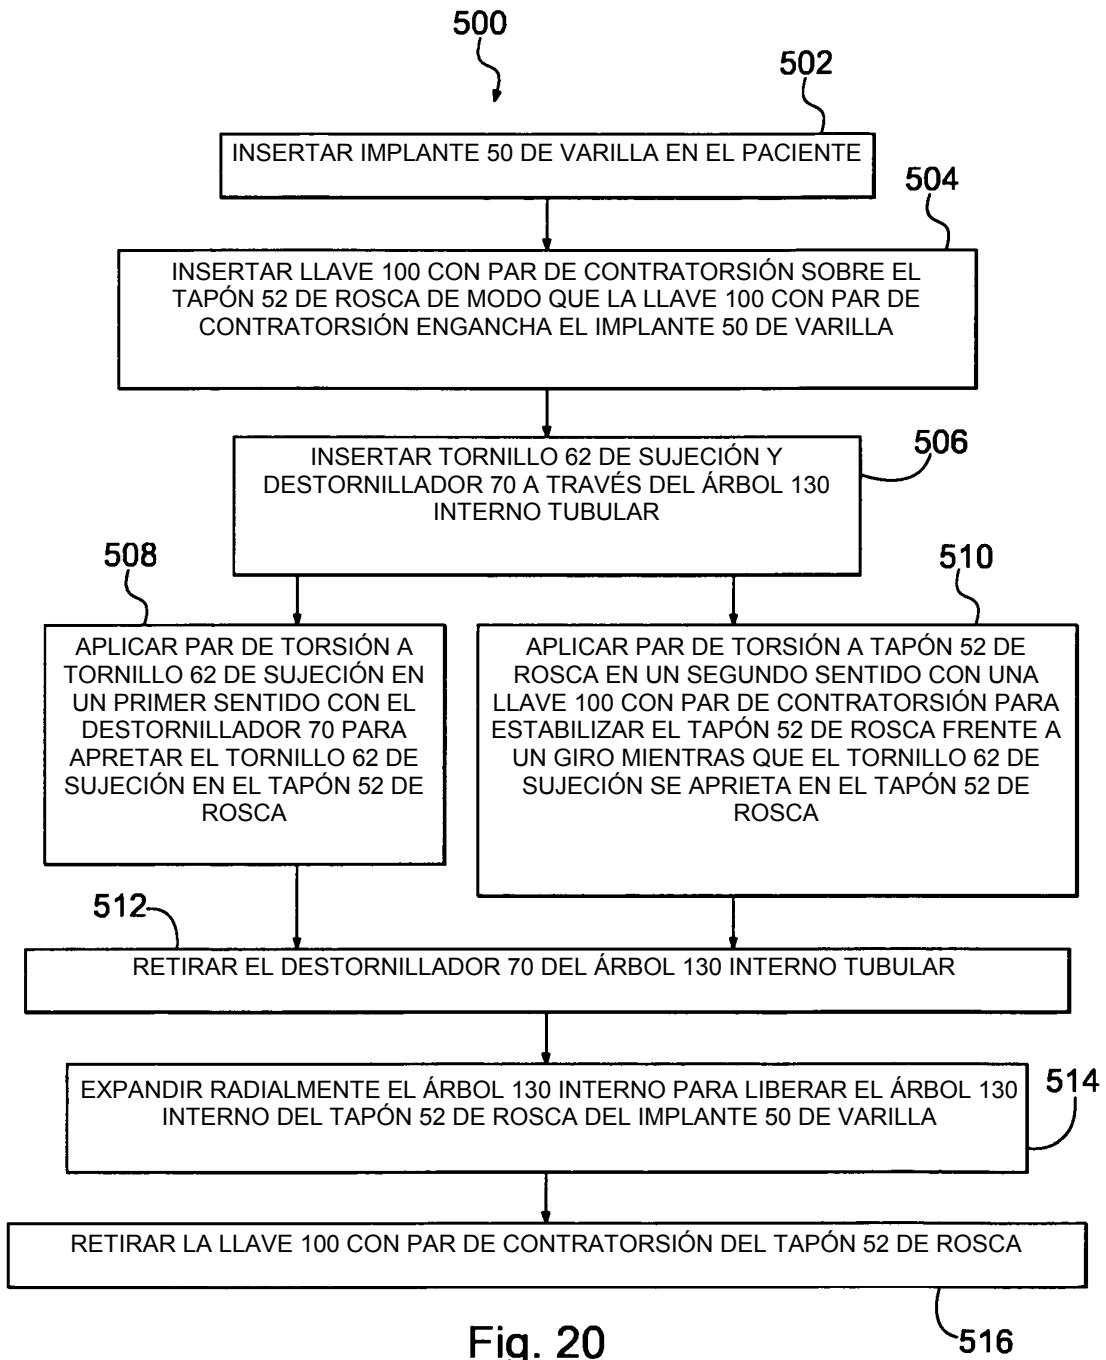 500
502
INSERTAR IMPLANTE 50 DE VARILLA EN EL PACIENTE
504
INSERTAR LLAVE 100 CON PAR DE CONTRATORSIÓN SOBRE EL
TAPÓN 52 DE ROSCA DE MODO QUE LA LLAVE 100 CON PAR DE
CONTRATORSIÓN ENGANCHA EL IMPLANTE 50 DE VARILLA
506
INSERTAR TORNILLO 62 DE SUJECIÓN Y
DESTORNILLADOR 70 A TRAVÉS DEL ÁRBOL 130
INTERNO TUBULAR
508
APLICAR PAR DE TORSIÓN A
TORNILLO 62 DE SUJECIÓN EN
UN PRIMER SENTIDO CON EL
DESTORNILLADOR 70 PARA
APRETAR EL TORNILLO 62 DE
SUJECIÓN EN EL TAPÓN 52 DE
ROSCA
510
APLICAR PAR DE TORSIÓN A TAPÓN 52 DE
ROSCA EN UN SEGUNDO SENTIDO CON UNA
LLAVE 100 CON PAR DE CONTRATORSIÓN PARA
ESTABILIZAR EL TAPÓN 52 DE ROSCA FRENTE A
UN GIRO MIENTRAS QUE EL TORNILLO 62 DE
SUJECIÓN SE APRIETA EN EL TAPÓN 52 DE
ROSCA
512
RETIRAR EL DESTORNILLADOR 70 DEL ÁRBOL 130 INTERNO TUBULAR
EXPANDIR RADIALMENTE EL ÁRBOL 130 INTERNO PARA LIBERAR EL ÁRBOL 130
INTERNO DEL TAPÓN 52 DE ROSCA DEL IMPLANTE 50 DE VARILLA
514
RETIRAR LA LLAVE 100 CON PAR DE CONTRATORSIÓN DEL TAPÓN 52 DE ROSCA
516
Fig. 20